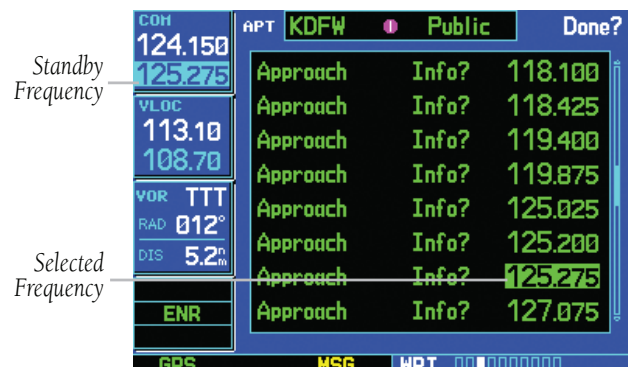 Standby
Frequency
Selected
Frequency
COM
124.150
125.275
VLOC
113.10
108.70
VOR TTT
RAD 012°
DIS 5.2nm
ENR
APT KDFW Public Done?
Approach Info? 118.100
Approach Info? 118.425
Approach Info? 119.400
Approach Info? 119.875
Approach Info? 125.025
Approach Info? 125.200
Approach Info? 125.275
Approach Info? 127.075
GPS MSG WPT